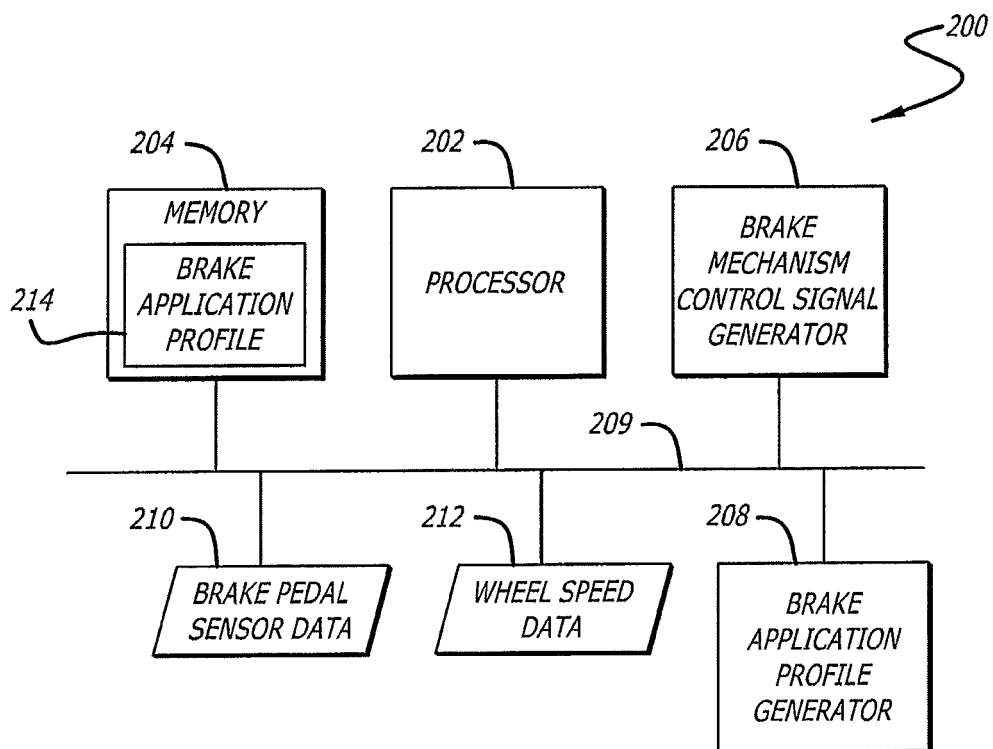 200
204
202
206
MEMORY
BRAKE
APPLICATION
PROFILE
214
PROCESSOR
BRAKE
MECHANISM
CONTROL SIGNAL
GENERATOR
209
210
212
208
BRAKE PEDAL
SENSOR DATA
WHEEL SPEED
DATA
BRAKE
APPLICATION
PROFILE
GENERATOR